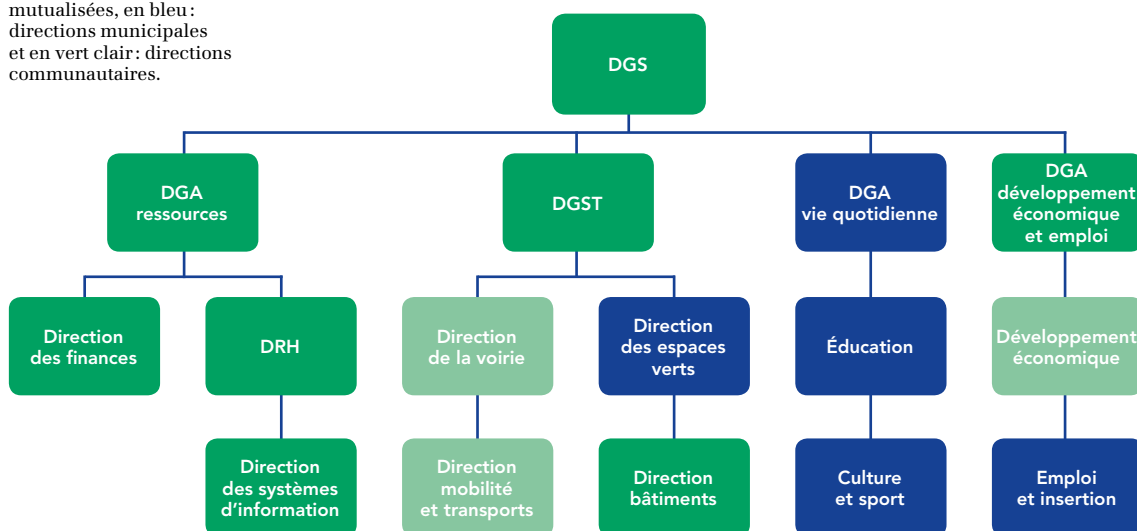 mutualisées, en bleu :
directions municipales
et en vert clair : directions
communautaires.
DGS
DGA
ressources
DGST
DGA
vie quotidienne
DGA
développement
économique
et emploi
Direction
des finances
DRH
Direction
de la voirie
Direction
des espaces
verts
Éducation
Développement
économique
Direction
des systèmes
d’information
Direction
mobilité
et transports
Direction
bâtiments
Culture
et sport
Emploi
et insertion